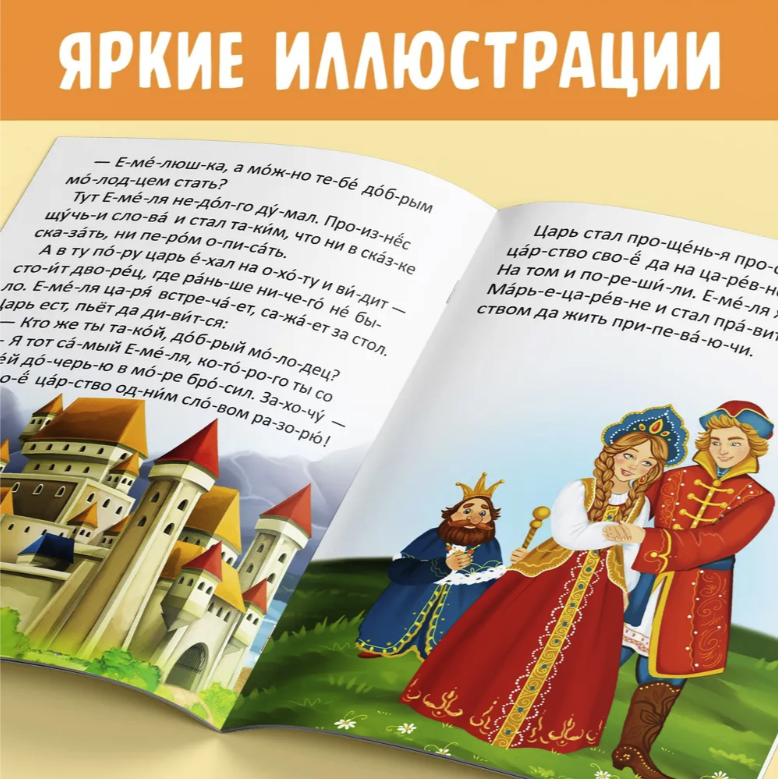 ЯРКИЕ ИЛЛЮСТРАЦИИ
— Е-ме́-люш-ка, а мо́ж-но те-бе́ до́б-рым
мо́-лод-цем стать?
Тут Е-ме́-ля не-до́л-го ду́-мал. Про-из-нё́с
щу́чь-и сло-ва́ и стал та-ки́м, что ни в ска́з-ке
ска-за́ть, ни пе-ро́м о-пи-са́ть.
А в ту по́-ру царь е́-хал на о-хо́-ту и ви́-дит —
сто-и́т дво-ре́ц, где ра́нь-ше ни-че-го́ не́ бы-
ло. Е-ме́-ля ца-ря́ встре-ча́-ет, са-жа́-ет за стол.
Царь ест, пьёт да ди-ви́т-ся:
— Кто же ты та-ко́й, до́б-рый мо́-ло-дец?
— Я тот са́-мый Е-ме́-ля, ко-то́-ро-го ты со
до́-черь-ю в мо́-ре бро́-сил. За-хо-чу́ —
ца́р-ство од-ни́м сло́-вом ра-зо-рю́!
Царь стал про-ще́нь-я
ца́р-ство сво-ё́ да на ца-ре́в-
На том и по-ре-ши́-ли. Е-ме́-ля
Ма́рь-е-ца-ре́в-не и стал пра́-вит
ством да жить при-пе-ва́-ю-чи.